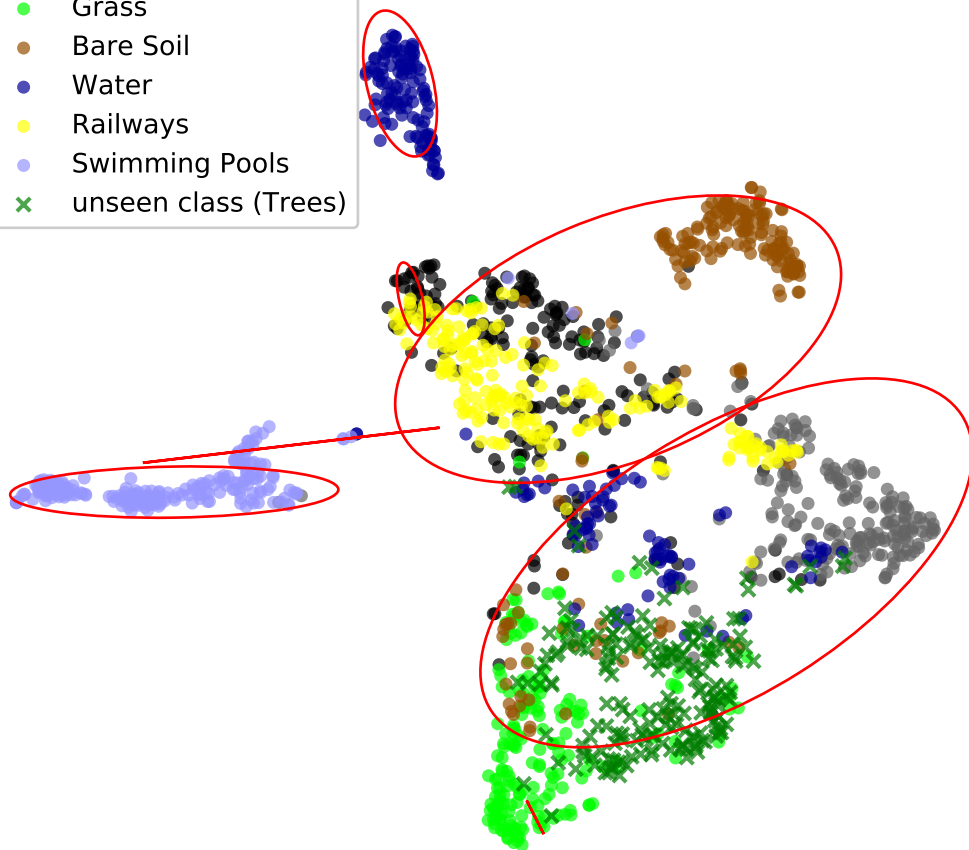 Grass
Bare Soil
Water
Railways
Swimming Pools
unseen class (Trees)